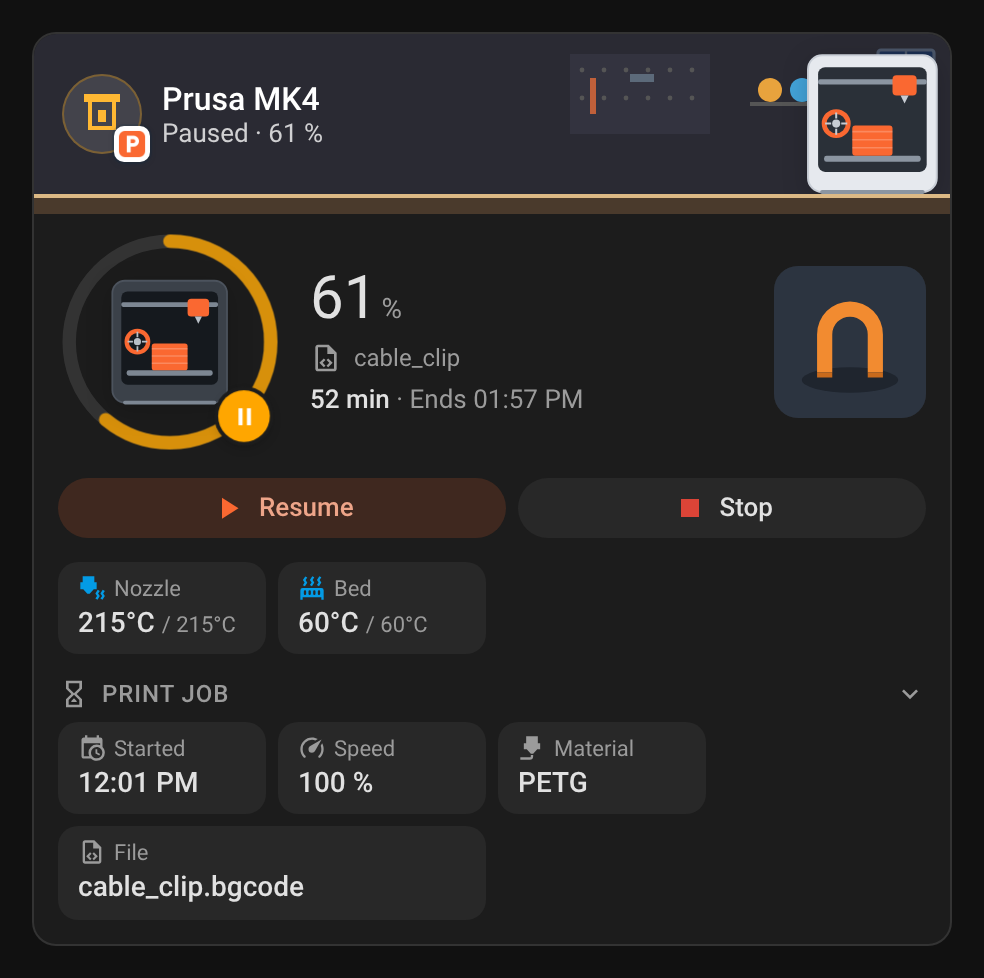 Prusa MK4
P
Paused · 61 %
61 %
cable_clip
52 min · Ends 01:57 PM
Resume
Stop
Nozzle
215°C / 215°C
Bed
60°C / 60°C
PRINT JOB
Started
12:01 PM
Speed
100 %
Material
PETG
File
cable_clip.bgcode